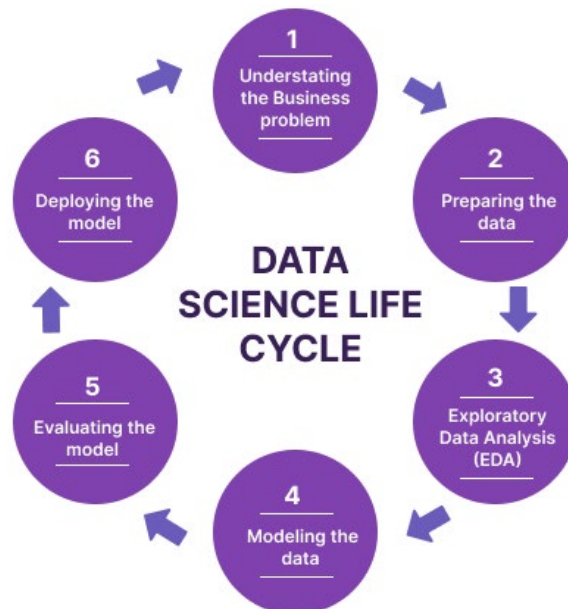 1
Understating
the Business
problem
2
Preparing the
data
3
Exploratory
Data Analysis
(EDA)
4
Modeling the
data
5
Evaluating the
model
6
Deploying the
model
DATA
SCIENCE LIFE
CYCLE